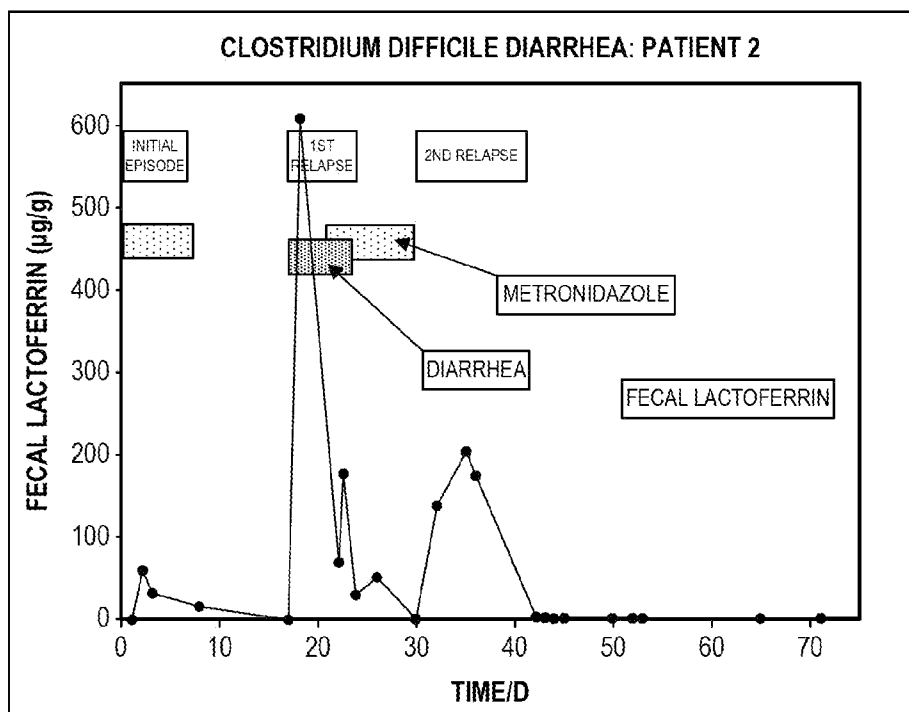 CLOSTRIDIUM DIFFICILE DIARRHEA: PATIENT 2
FECAL LACTOFERRIN (µg/g)
600
500
400
300
200
100
0
INITIAL
EPISODE
1ST
RELAPSE
2ND RELAPSE
METRONIDAZOLE
DIARRHEA
FECAL LACTOFERRIN
0 10 20 30 40 50 60 70
TIME/D